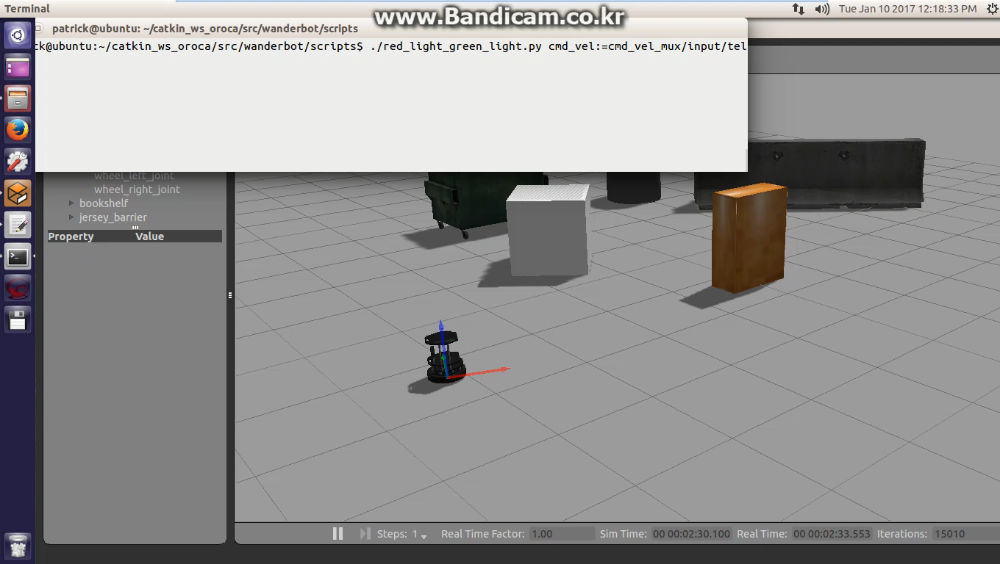 Terminal
www.Bandicam.co.kr
Tue Jan 10 2017 12:18:33 PM
patrick@ubuntu: ~/catkin_ws_oroca/src/wanderbot/scripts
ck@ubuntu:~/catkin_ws_oroca/src/wanderbot/scripts$ ./red_light_green_light.py cmd_vel:=cmd_vel_mux/input/tel
wheel_left_joint
wheel_right_joint
bookshelf
jersey_barrier
Property Value
Steps: 1 Real Time Factor: 1.00 Sim Time: 00 00:02:30.100 Real Time: 00 00:02:33.553 Iterations: 15010